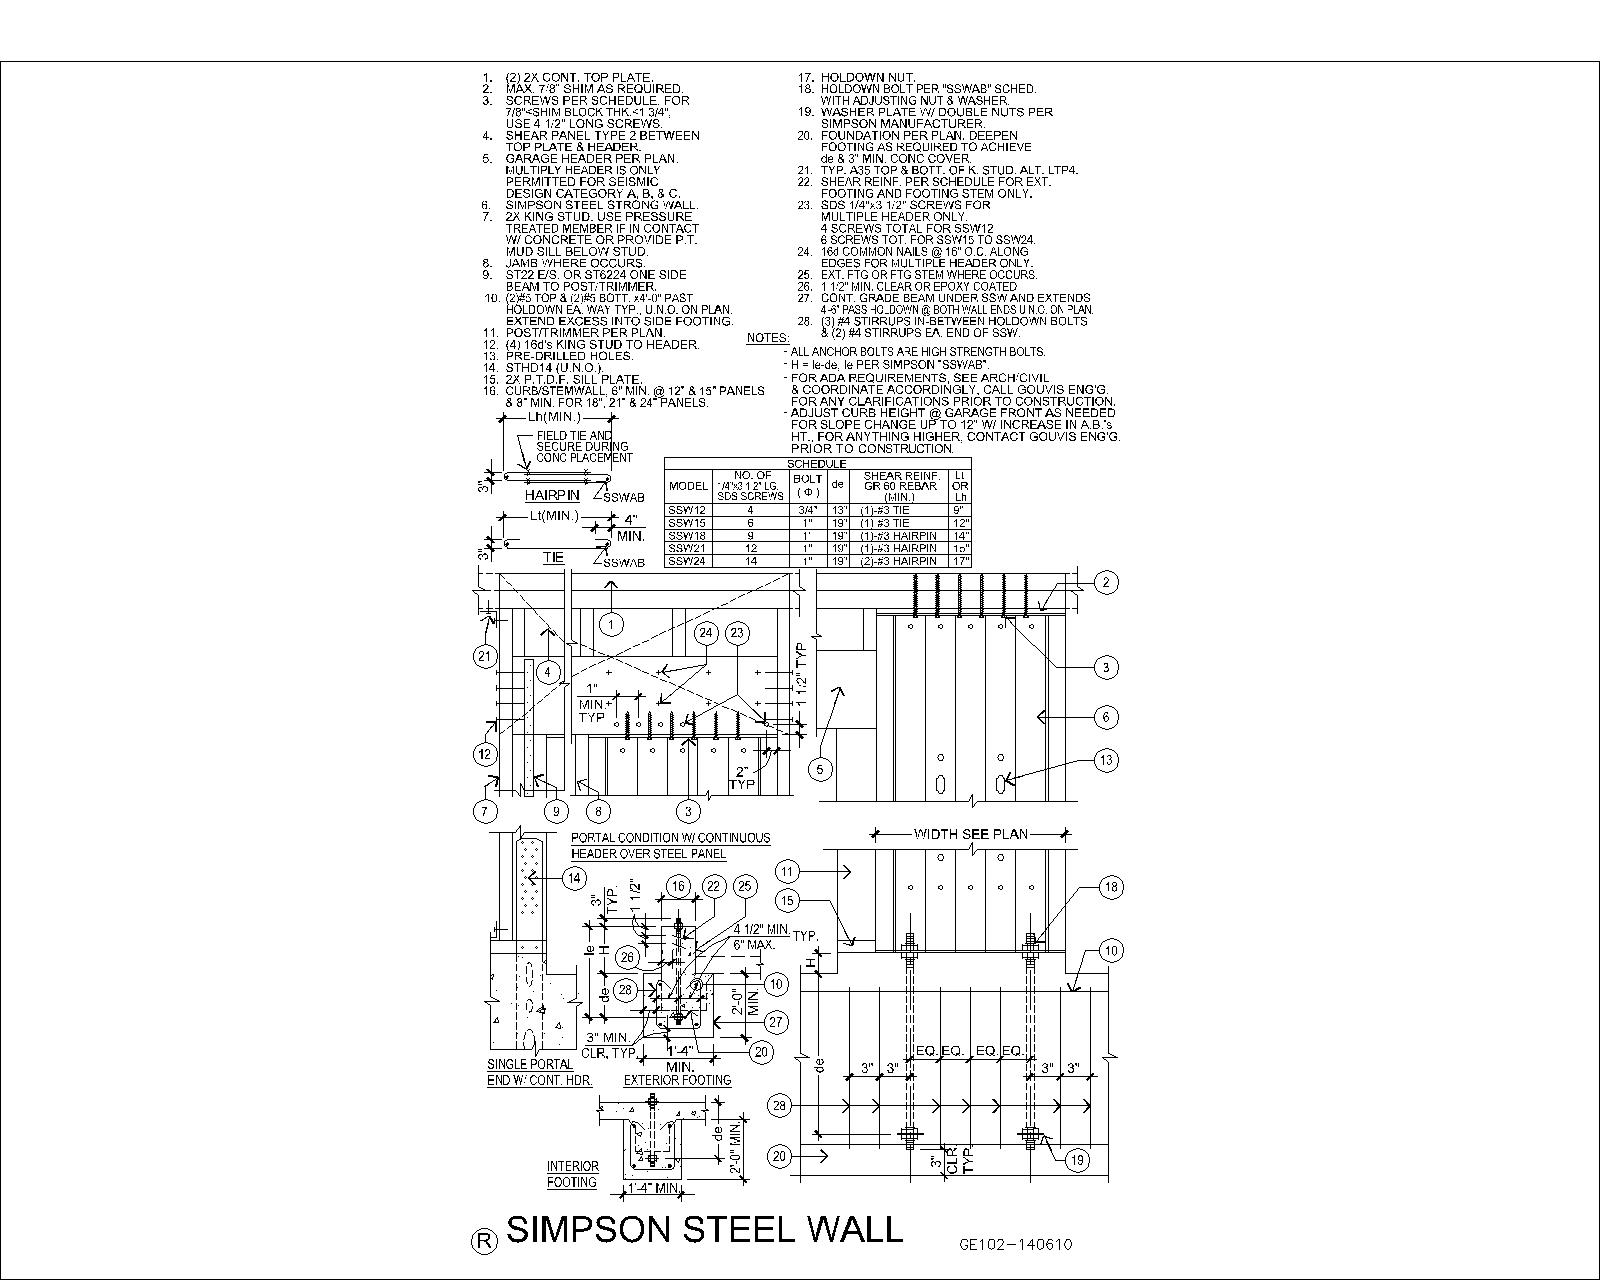 1. (2) 2X CONT. TOP PLATE.
2. MAX. 7/8" SHIM AS REQUIRED.
3. SCREWS PER SCHEDULE. FOR
7/8"<SHIM BLOCK THK.<1 3/4",
USE 4 1/2" LONG SCREWS.
4. SHEAR PANEL TYPE 2 BETWEEN
TOP PLATE & HEADER.
5. GARAGE HEADER PER PLAN.
MULTIPLY HEADER IS ONLY
PERMITTED FOR SEISMIC
DESIGN CATEGORY A, B, & C.
6. SIMPSON STEEL STRONG WALL.
7. 2X KING STUD. USE PRESSURE
TREATED MEMBER IF IN CONTACT
W/ CONCRETE OR PROVIDE P.T.
MUD SILL BELOW STUD.
8. JAMB WHERE OCCURS.
9. ST22 E/S. OR ST6224 ONE SIDE
BEAM TO POST/TRIMMER.
10. (2)#5 TOP & (2)#5 BOTT. x4'-0" PAST
HOLDOWN EA. WAY TYP., U.N.O. ON PLAN.
EXTEND EXCESS INTO SIDE FOOTING.
11. POST/TRIMMER PER PLAN.
12. (4) 16d's KING STUD TO HEADER.
13. PRE-DRILLED HOLES.
14. STHD14 (U.N.O.).
15. 2X P.T.D.F. SILL PLATE.
16. CURB/STEMWALL, 6" MIN. @ 12" & 15" PANELS
& 8" MIN. FOR 18", 21" & 24" PANELS.
17. HOLDOWN NUT.
18. HOLDOWN BOLT PER "SSWAB" SCHED.
WITH ADJUSTING NUT & WASHER.
19. WASHER PLATE W/ DOUBLE NUTS PER
SIMPSON MANUFACTURER.
20. FOUNDATION PER PLAN. DEEPEN
FOOTING AS REQUIRED TO ACHIEVE
de & 3" MIN. CONC COVER.
21. TYP. A35 TOP & BOTT. OF K. STUD. ALT. LTP4.
22. SHEAR REINF. PER SCHEDULE FOR EXT.
FOOTING AND FOOTING STEM ONLY.
23. SDS 1/4"x3 1/2" SCREWS FOR
MULTIPLE HEADER ONLY.
4 SCREWS TOTAL FOR SSW12
6 SCREWS TOT. FOR SSW15 TO SSW24.
24. 16d COMMON NAILS @ 16" O.C. ALONG
EDGES FOR MULTIPLE HEADER ONLY.
25. EXT. FTG OR FTG STEM WHERE OCCURS.
26. 1 1/2" MIN. CLEAR OR EPOXY COATED
27. CONT. GRADE BEAM UNDER SSW AND EXTENDS
4'-6" PASS HOLDOWN @ BOTH WALL ENDS U.N.O. ON PLAN.
28. (3) #4 STIRRUPS IN-BETWEEN HOLDOWN BOLTS
& (2) #4 STIRRUPS EA. END OF SSW.
NOTES:
- ALL ANCHOR BOLTS ARE HIGH STRENGTH BOLTS.
- H = le-de, le PER SIMPSON "SSWAB".
- FOR ADA REQUIREMENTS, SEE ARCH/CIVIL
& COORDINATE ACCORDINGLY, CALL GOUVIS ENG'G.
FOR ANY CLARIFICATIONS PRIOR TO CONSTRUCTION.
- ADJUST CURB HEIGHT @ GARAGE FRONT AS NEEDED
FOR SLOPE CHANGE UP TO 12" W/ INCREASE IN A.B.'s
HT., FOR ANYTHING HIGHER, CONTACT GOUVIS ENG'G.
PRIOR TO CONSTRUCTION.
Lh(MIN.)
FIELD TIE AND
SECURE DURING
CONC PLACEMENT
3"
HAIRPIN
SSWAB
Lt(MIN.)
4"
MIN.
3"
TIE
SSWAB
SCHEDULE
MODEL
NO. OF
1/4"x3 1/2" LG.
SDS SCREWS
BOLT
( Φ )
de
SHEAR REINF.
GR 60 REBAR
(MIN.)
Lt
OR
Lh
SSW12 4 3/4" 13" (1)-#3 TIE 9"
SSW15 6 1" 19" (1)-#3 TIE 12"
SSW18 9 1" 19" (1)-#3 HAIRPIN 14"
SSW21 12 1" 19" (1)-#3 HAIRPIN 15"
SSW24 14 1" 19" (2)-#3 HAIRPIN 17"
2
1
24
23
21
4
3
1"
MIN.
TYP
1 1/2" TYP
6
12
13
5
2"
TYP
7
9
8
3
PORTAL CONDITION W/ CONTINUOUS
HEADER OVER STEEL PANEL
WIDTH SEE PLAN
14
3"
TYP.
1 1/2"
16
22
25
11
15
18
4 1/2" MIN.
6" MAX.
TYP.
le
H
de
26
28
10
2'-0"
MIN.
27
3" MIN.
CLR, TYP.
1'-4"
MIN.
20
SINGLE PORTAL
END W/ CONT. HDR.
EXTERIOR FOOTING
H
10
de
EQ. EQ. EQ. EQ.
3" 3"
3" 3"
28
20
3"
CLR
TYP.
19
de
2'-0" MIN.
INTERIOR
FOOTING
1'-4" MIN.
R SIMPSON STEEL WALL
GE102-140610